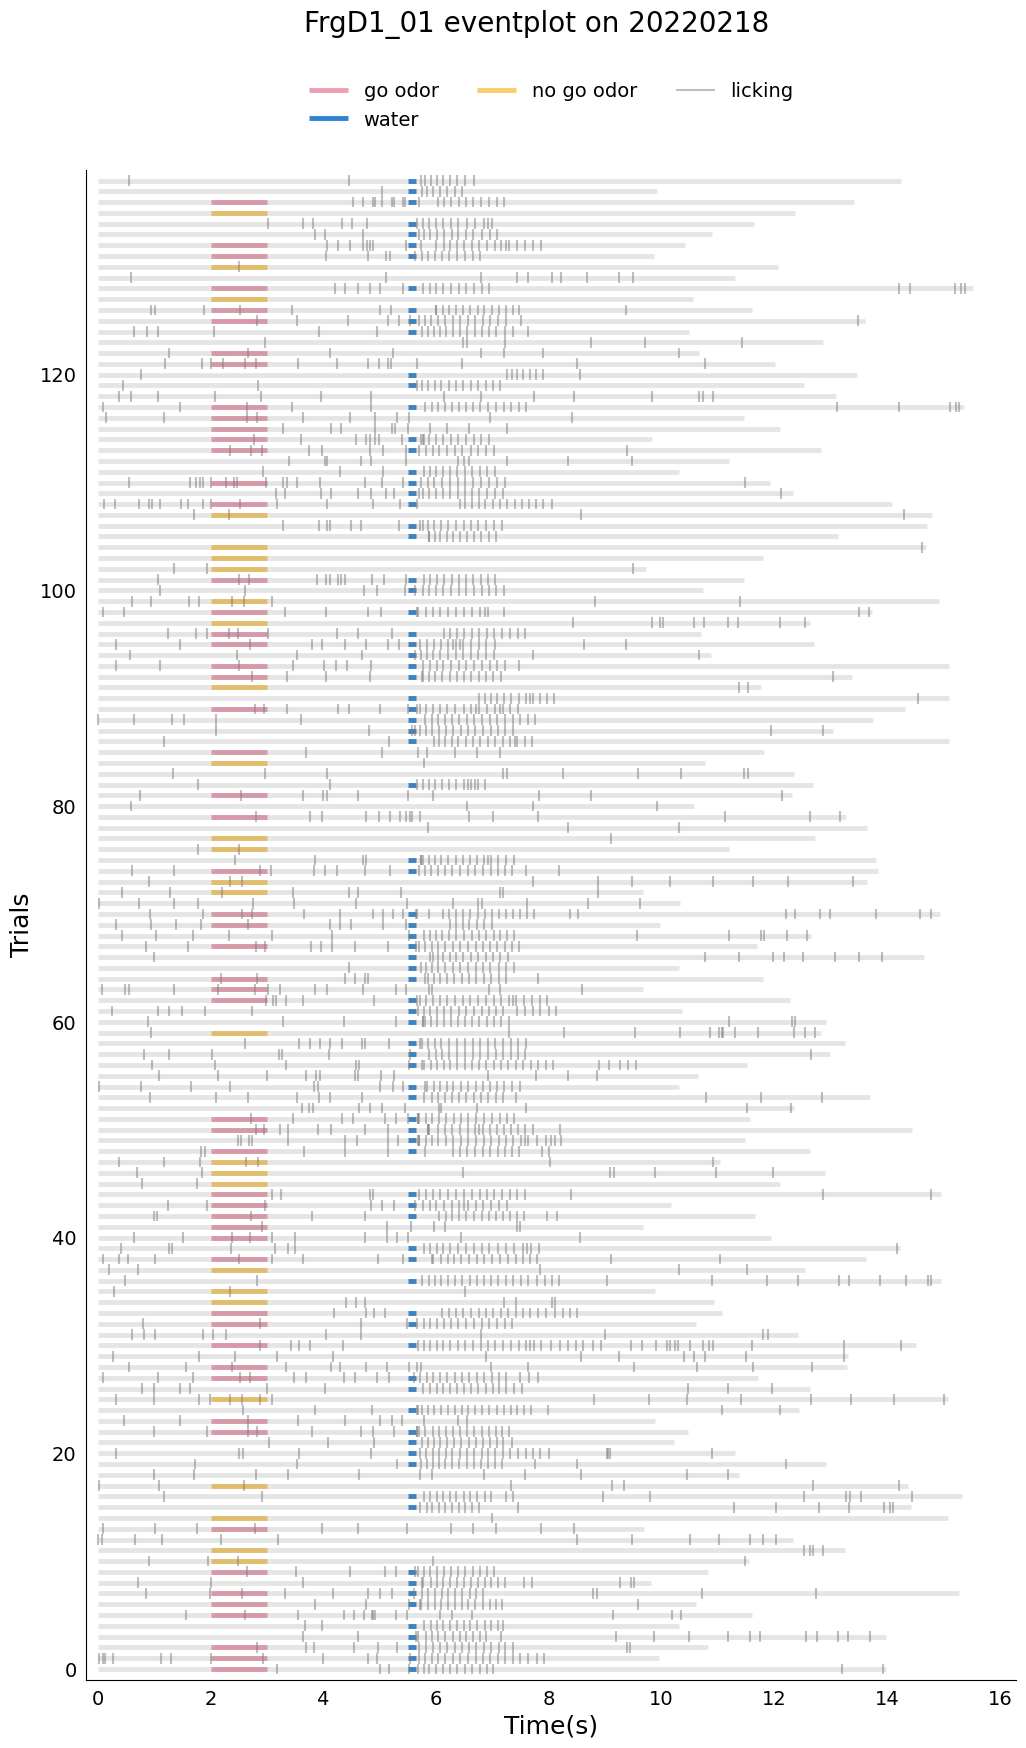 FrgD1_01 eventplot on 20220218
go odor
no go odor
licking
water
120
100
80
60
40
20
0
Trials
0 2 4 6 8 10 12 14 16
Time(s)